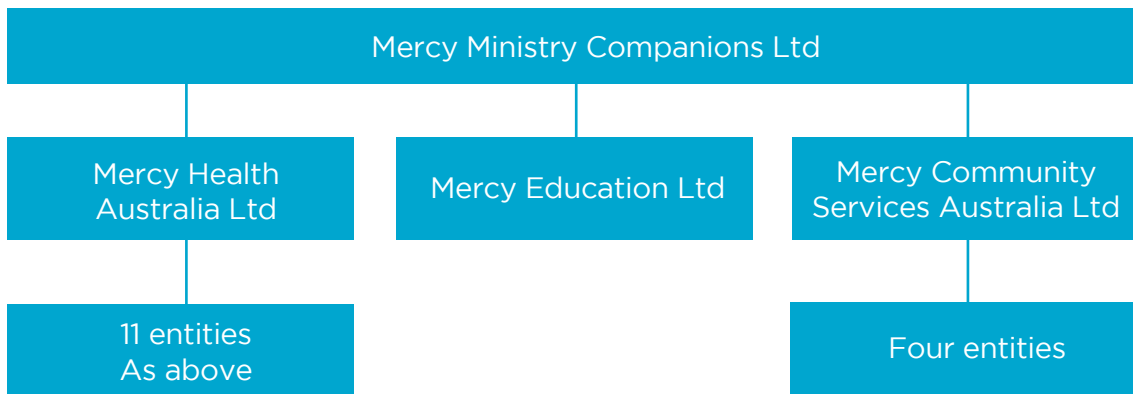 Mercy Ministry Companions Ltd
Mercy Health
Australia Ltd
Mercy Education Ltd
Mercy Community
Services Australia Ltd
11 entities
As above
Four entities